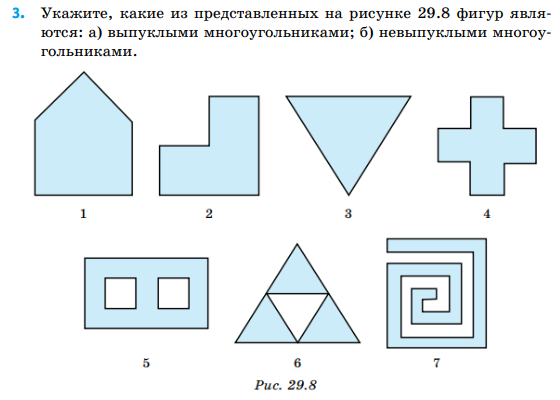 3. Укажите, какие из представленных на рисунке 29.8 фигур явля-
ются: а) выпуклыми многоугольниками; б) невыпуклыми многоу-
гольниками.
1 2 3 4
5 6 7
Рис. 29.8